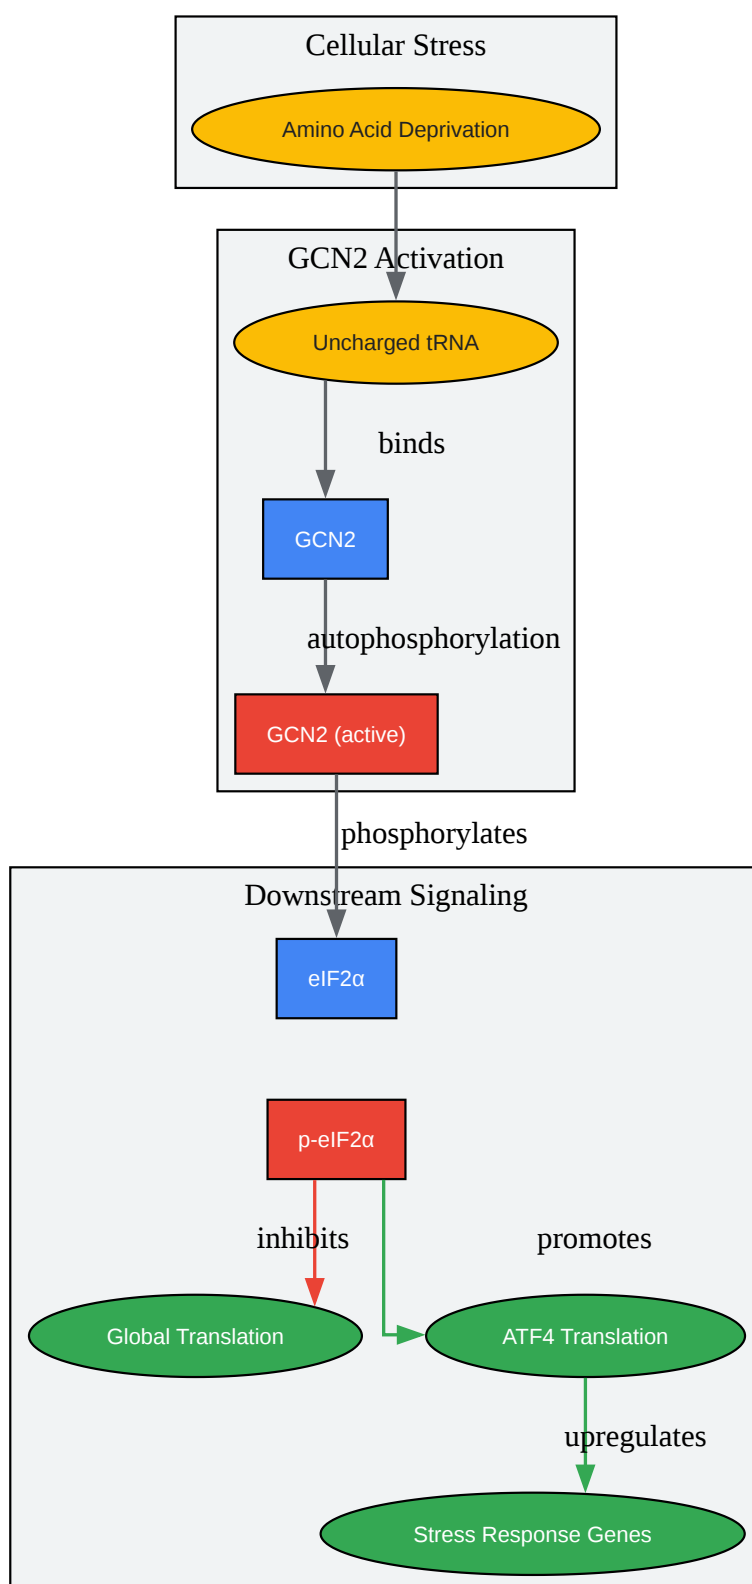 Cellular Stress
Amino Acid Deprivation
GCN2 Activation
Uncharged tRNA
binds
GCN2
autophosphorylation
GCN2 (active)
phosphorylates
Downstream Signaling
eIF2α
p-eIF2α
inhibits
promotes
Global Translation
ATF4 Translation
upregulates
Stress Response Genes